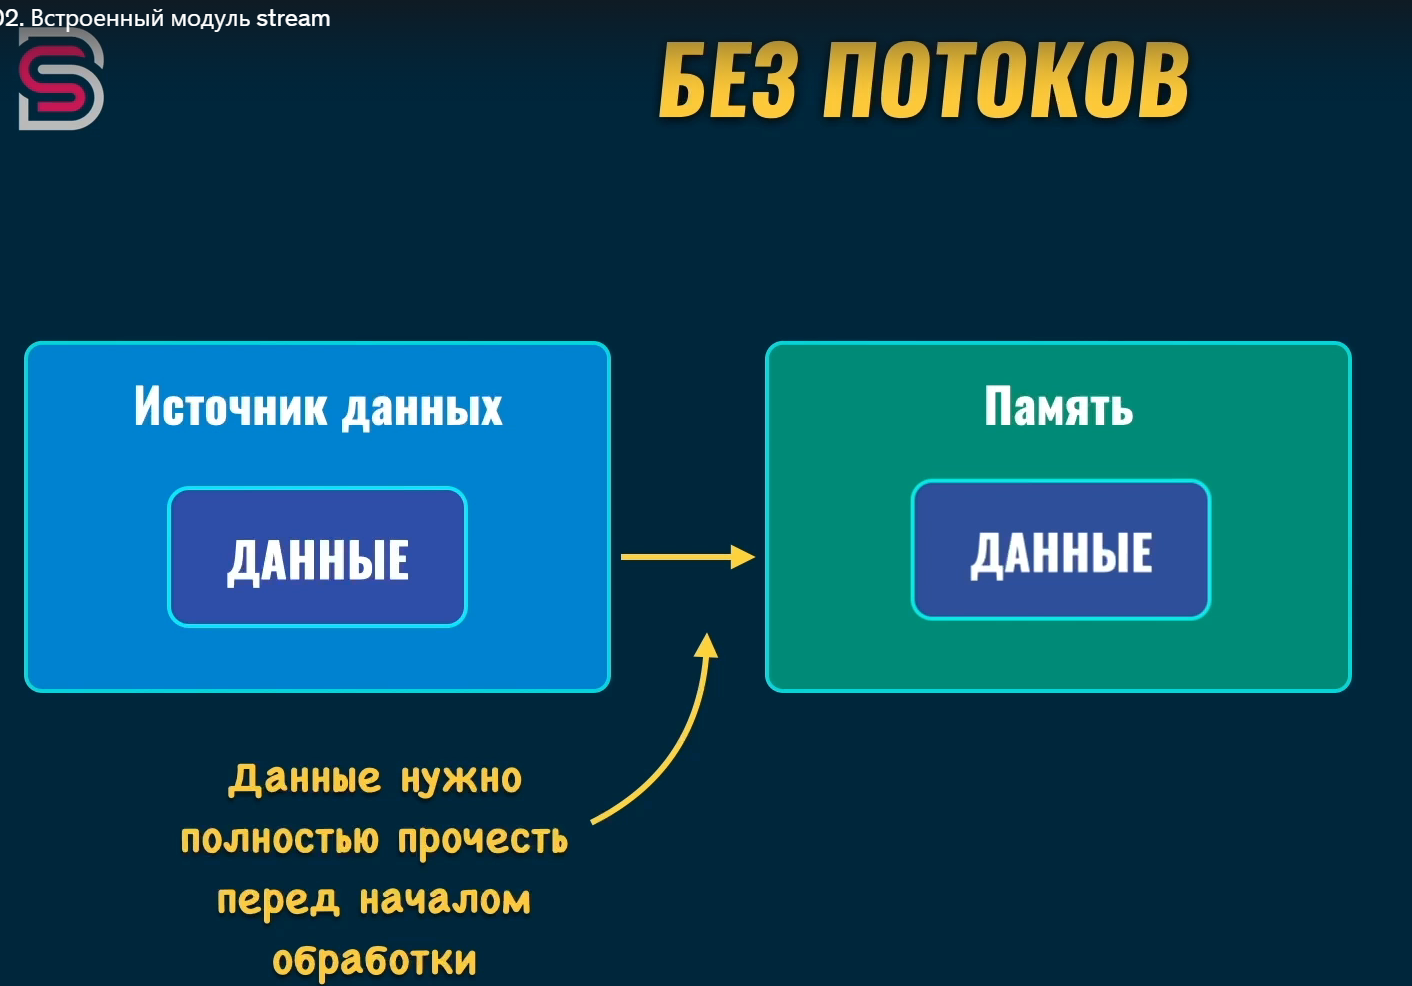 02. Встроенный модуль stream
БЕЗ ПОТОКОВ
Источник данных
ДАННЫЕ
Память
ДАННЫЕ
Данные нужно
полностью прочесть
перед началом
обработки